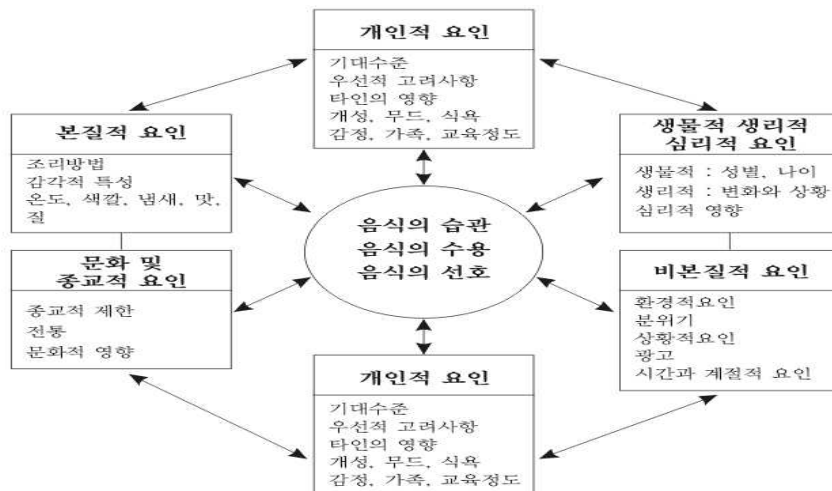 개인적 요인
기대수준
우선적 고려사항
타인의 영향
개성, 무드, 식욕
감정, 가족, 교육정도
본질적 요인
조리방법
감각적 특성
온도, 색깔, 냄새, 맛,
질
생물적 생리적
심리적 요인
생물적 : 성별, 나이
생리적 : 변화와 상황
심리적 영향
음식의 습관
음식의 수용
음식의 선호
문화 및
종교적 요인
종교적 제한
전통
문화적 영향
비본질적 요인
환경적요인
분위기
상황적요인
광고
시간과 계절적 요인
개인적 요인
기대수준
우선적 고려사항
타인의 영향
개성, 무드, 식욕
감정, 가족, 교육정도